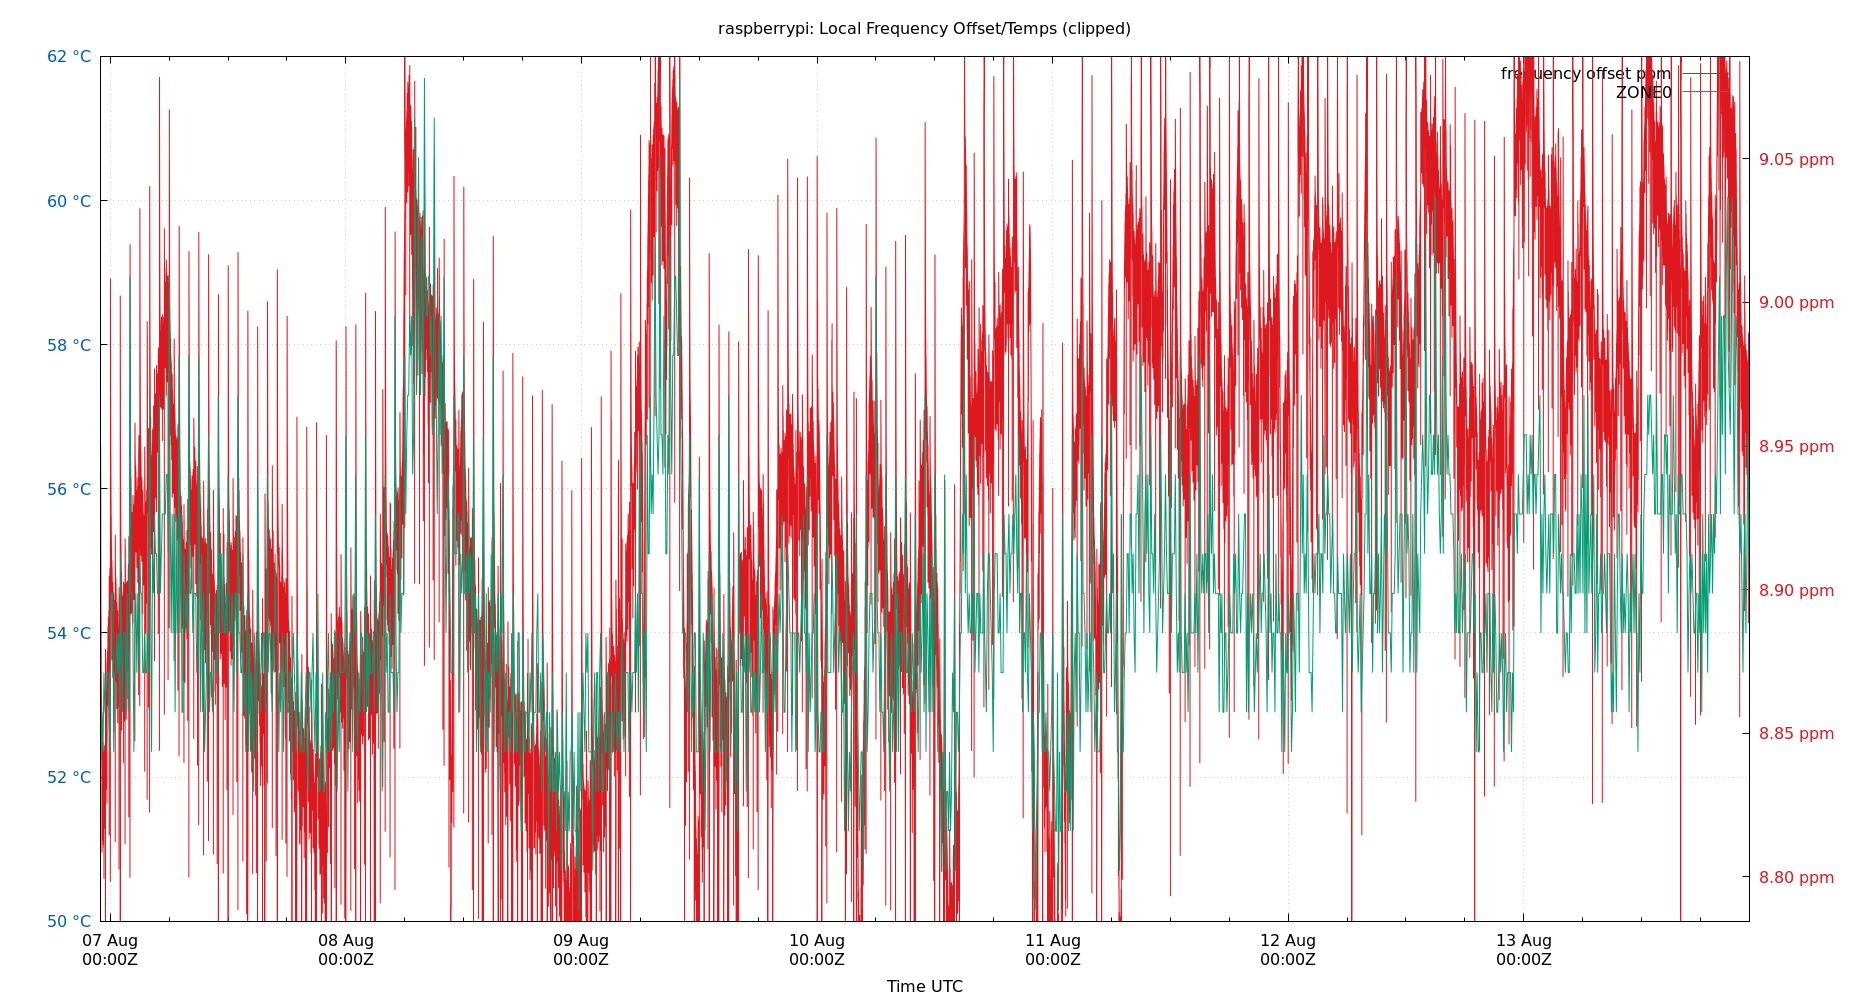 raspberrypi: Local Frequency Offset/Temps (clipped)
62 °C
60 °C
58 °C
56 °C
54 °C
52 °C
50 °C
frequency offset ppm
ZONE0
9.05 ppm
9.00 ppm
8.95 ppm
8.90 ppm
8.85 ppm
8.80 ppm
07 Aug
00:00Z
08 Aug
00:00Z
09 Aug
00:00Z
10 Aug
00:00Z
11 Aug
00:00Z
12 Aug
00:00Z
13 Aug
00:00Z
Time UTC